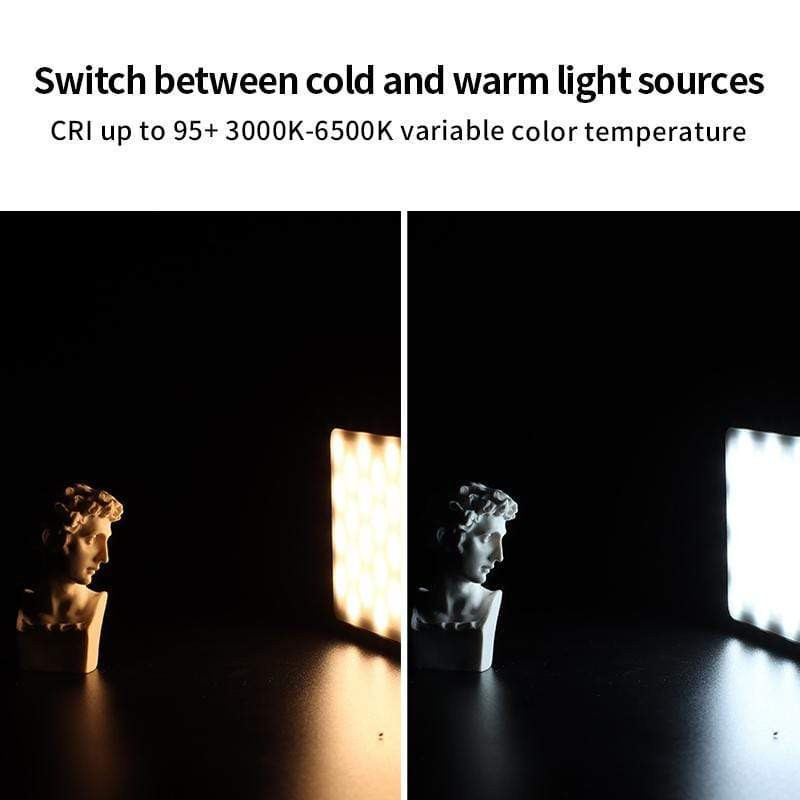 Switch between cold and warm light sources
CRI up to 95+ 3000K-6500K variable color temperature